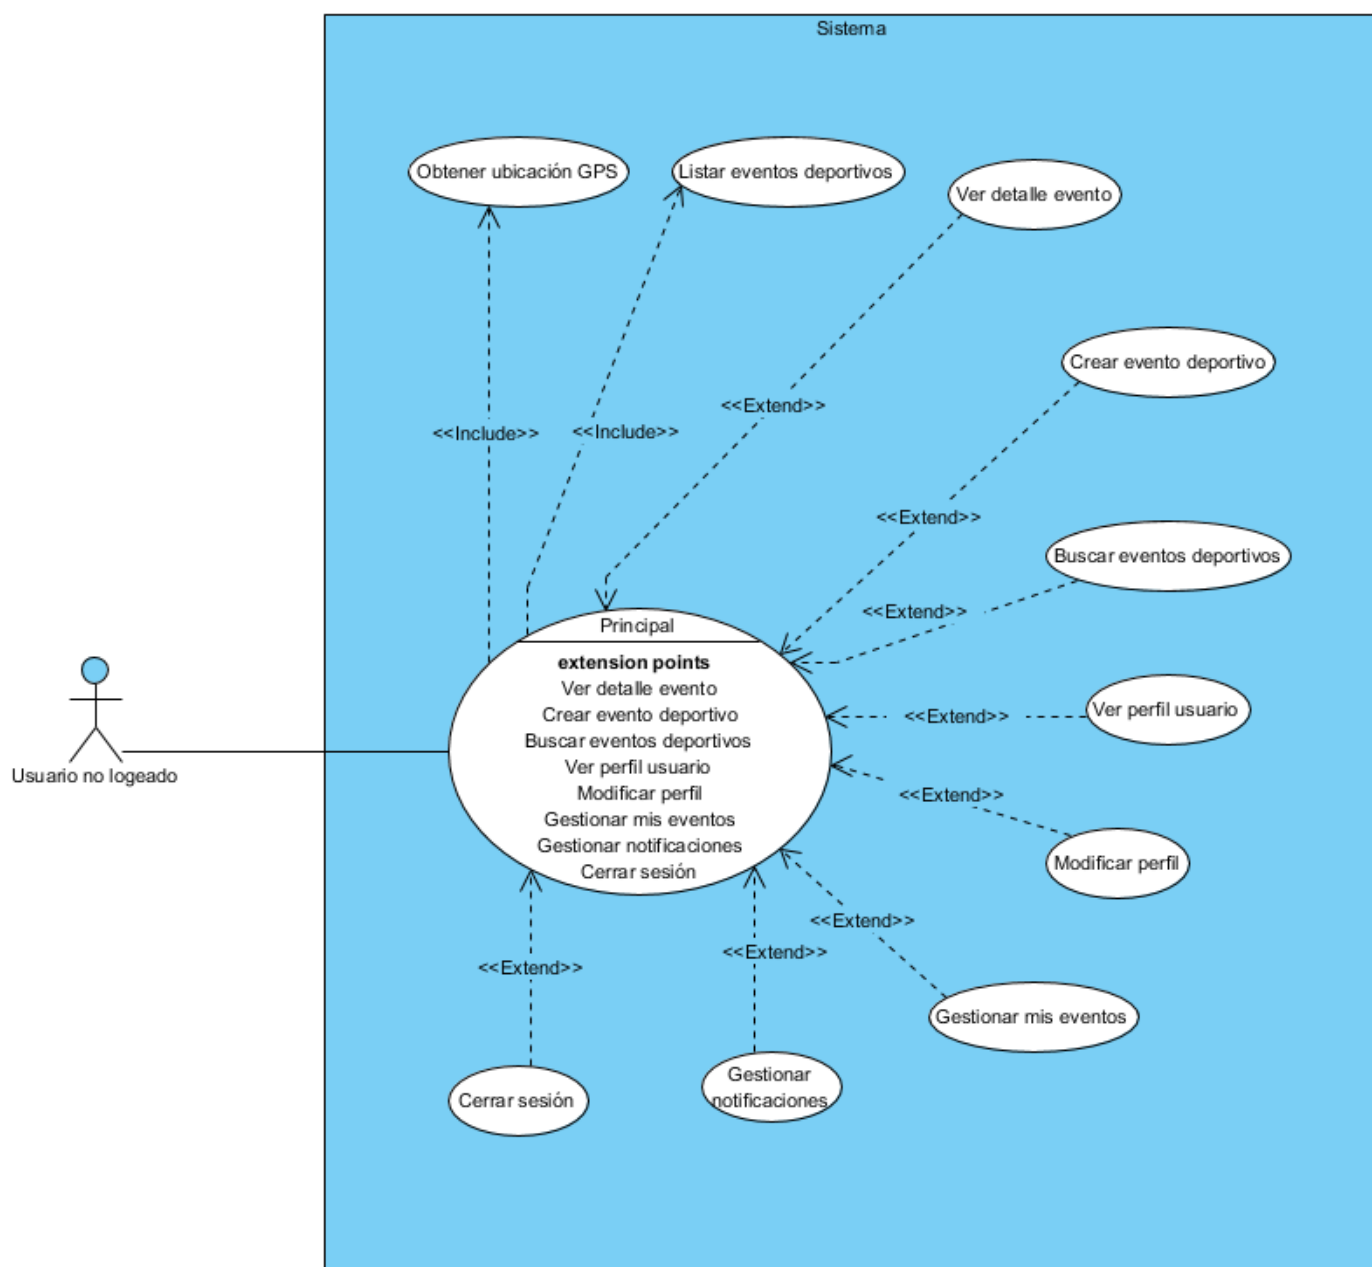 Sistema
Obtener ubicación GPS
Listar eventos deportivos
Ver detalle evento
Crear evento deportivo
<<Extend>>
<<Include>>
<<Include>>
<<Extend>>
Buscar eventos deportivos
<<Extend>>
Principal
extension points
Ver detalle evento
Crear evento deportivo
Buscar eventos deportivos
Ver perfil usuario
Modificar perfil
Gestionar mis eventos
Gestionar notificaciones
Cerrar sesión
<<Extend>>
Ver perfil usuario
Usuario no logeado
<<Extend>>
Modificar perfil
<<Extend>>
<<Extend>>
<<Extend>>
Gestionar mis eventos
Cerrar sesión
Gestionar
notificaciones